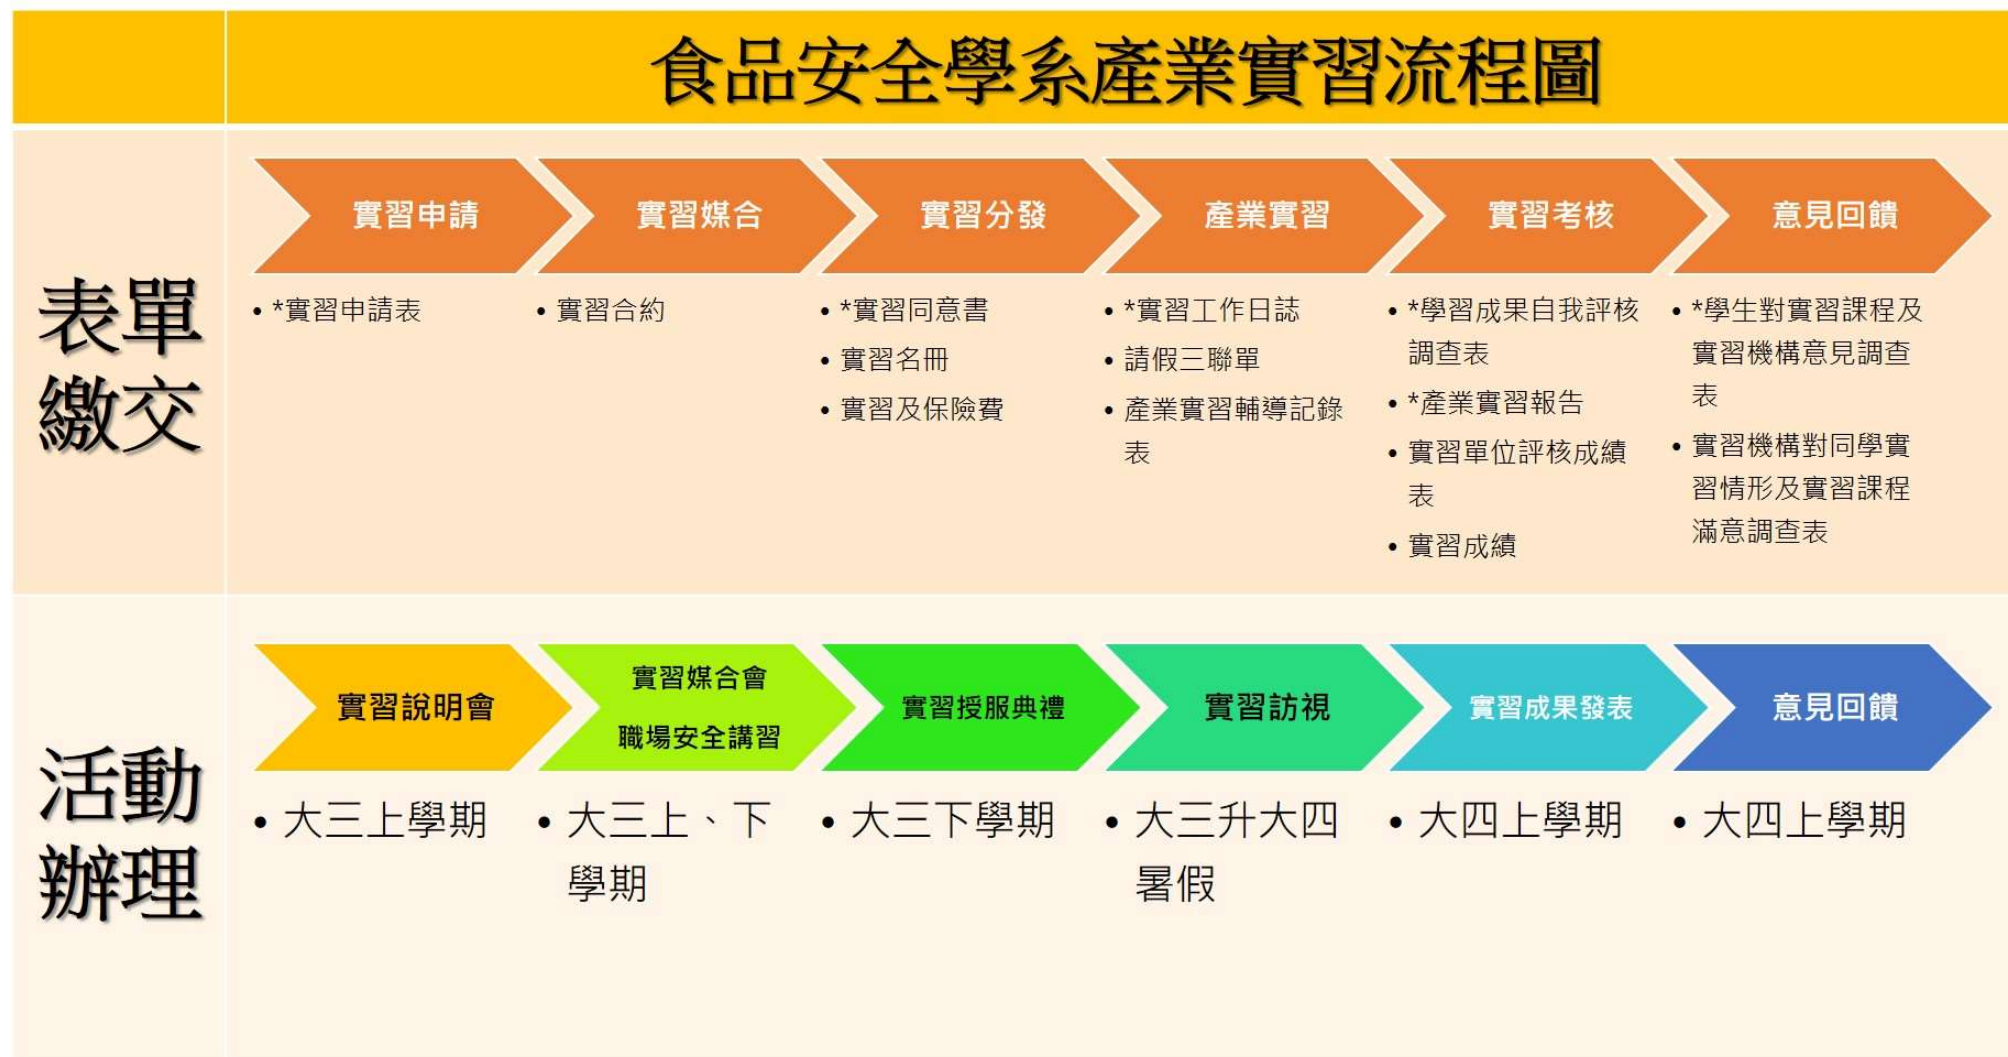 食品安全學系產業實習流程圖
表單
繳交
實習申請
• *實習申請表
實習媒合
• 實習合約
實習分發
• *實習同意書
• 實習名冊
• 實習及保險費
產業實習
• *實習工作日誌
• 請假三聯單
• 產業實習輔導記錄
表
實習考核
• *學習成果自我評核
調查表
• *產業實習報告
• 實習單位評核成績
表
• 實習成績
意見回饋
• *學生對實習課程及
實習機構意見調查
表
• 實習機構對同學實
習情形及實習課程
滿意調查表
活動
辦理
實習說明會
• 大三上學期
實習媒合會
職場安全講習
• 大三上、下
學期
實習授服典禮
• 大三下學期
實習訪視
• 大三升大四
暑假
實習成果發表
• 大四上學期
意見回饋
• 大四上學期